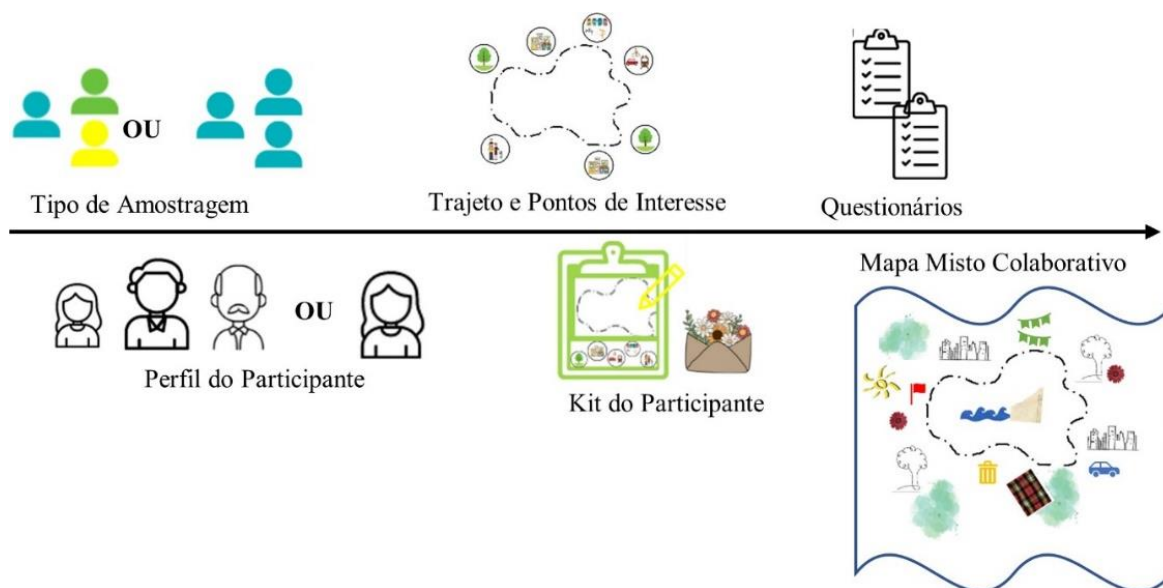 OU
Tipo de Amostragem
Trajeto e Pontos de Interesse
Questionários
OU
Perfil do Participante
Kit do Participante
Mapa Misto Colaborativo